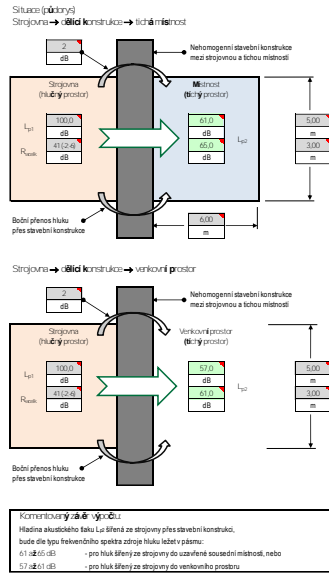 Situace (půdorys)
Strojovna → dělící konstrukce → tichá místnost
2
dB
Nehomogenní stavební konstrukce
mezi strojovnou a tichou místností
Strojovna
(hlučný prostor)
Místnost
(tichý prostor)
Lp1
100,0
dB
61,0
dB
Lp2
5,00
m
41 (-2;-6)
dB
65,0
dB
3,00
m
Boční přenos hluku
přes stavební konstrukce
6,00
m
Strojovna → dělící konstrukce → venkovní prostor
2
dB
Nehomogenní stavební konstrukce
mezi strojovnou a tichou místností
Strojovna
(hlučný prostor)
Venkovní prostor
(tichý prostor)
Lp1
100,0
dB
57,0
dB
Lp2
5,00
m
41 (-2;-6)
dB
61,0
dB
3,00
m
Boční přenos hluku
přes stavební konstrukce
Komentovaný závěr výpočtu:
Hladina akustického tlaku Lp2 šířená ze strojovny přes stavební konstrukci,
bude dle typu frekvenčního spektra zdroje hluku ležet v pásmu:
61 až 65 dB - pro hluk šířený ze strojovny do uzavřené sousední místnosti, nebo
57 až 61 dB - pro hluk šířený ze strojovny do venkovního prostoru